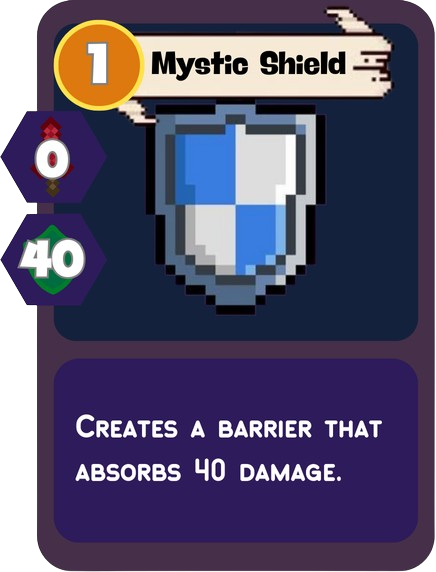 1
Mystic Shield
0
40
Creates a barrier that
absorbs 40 damage.